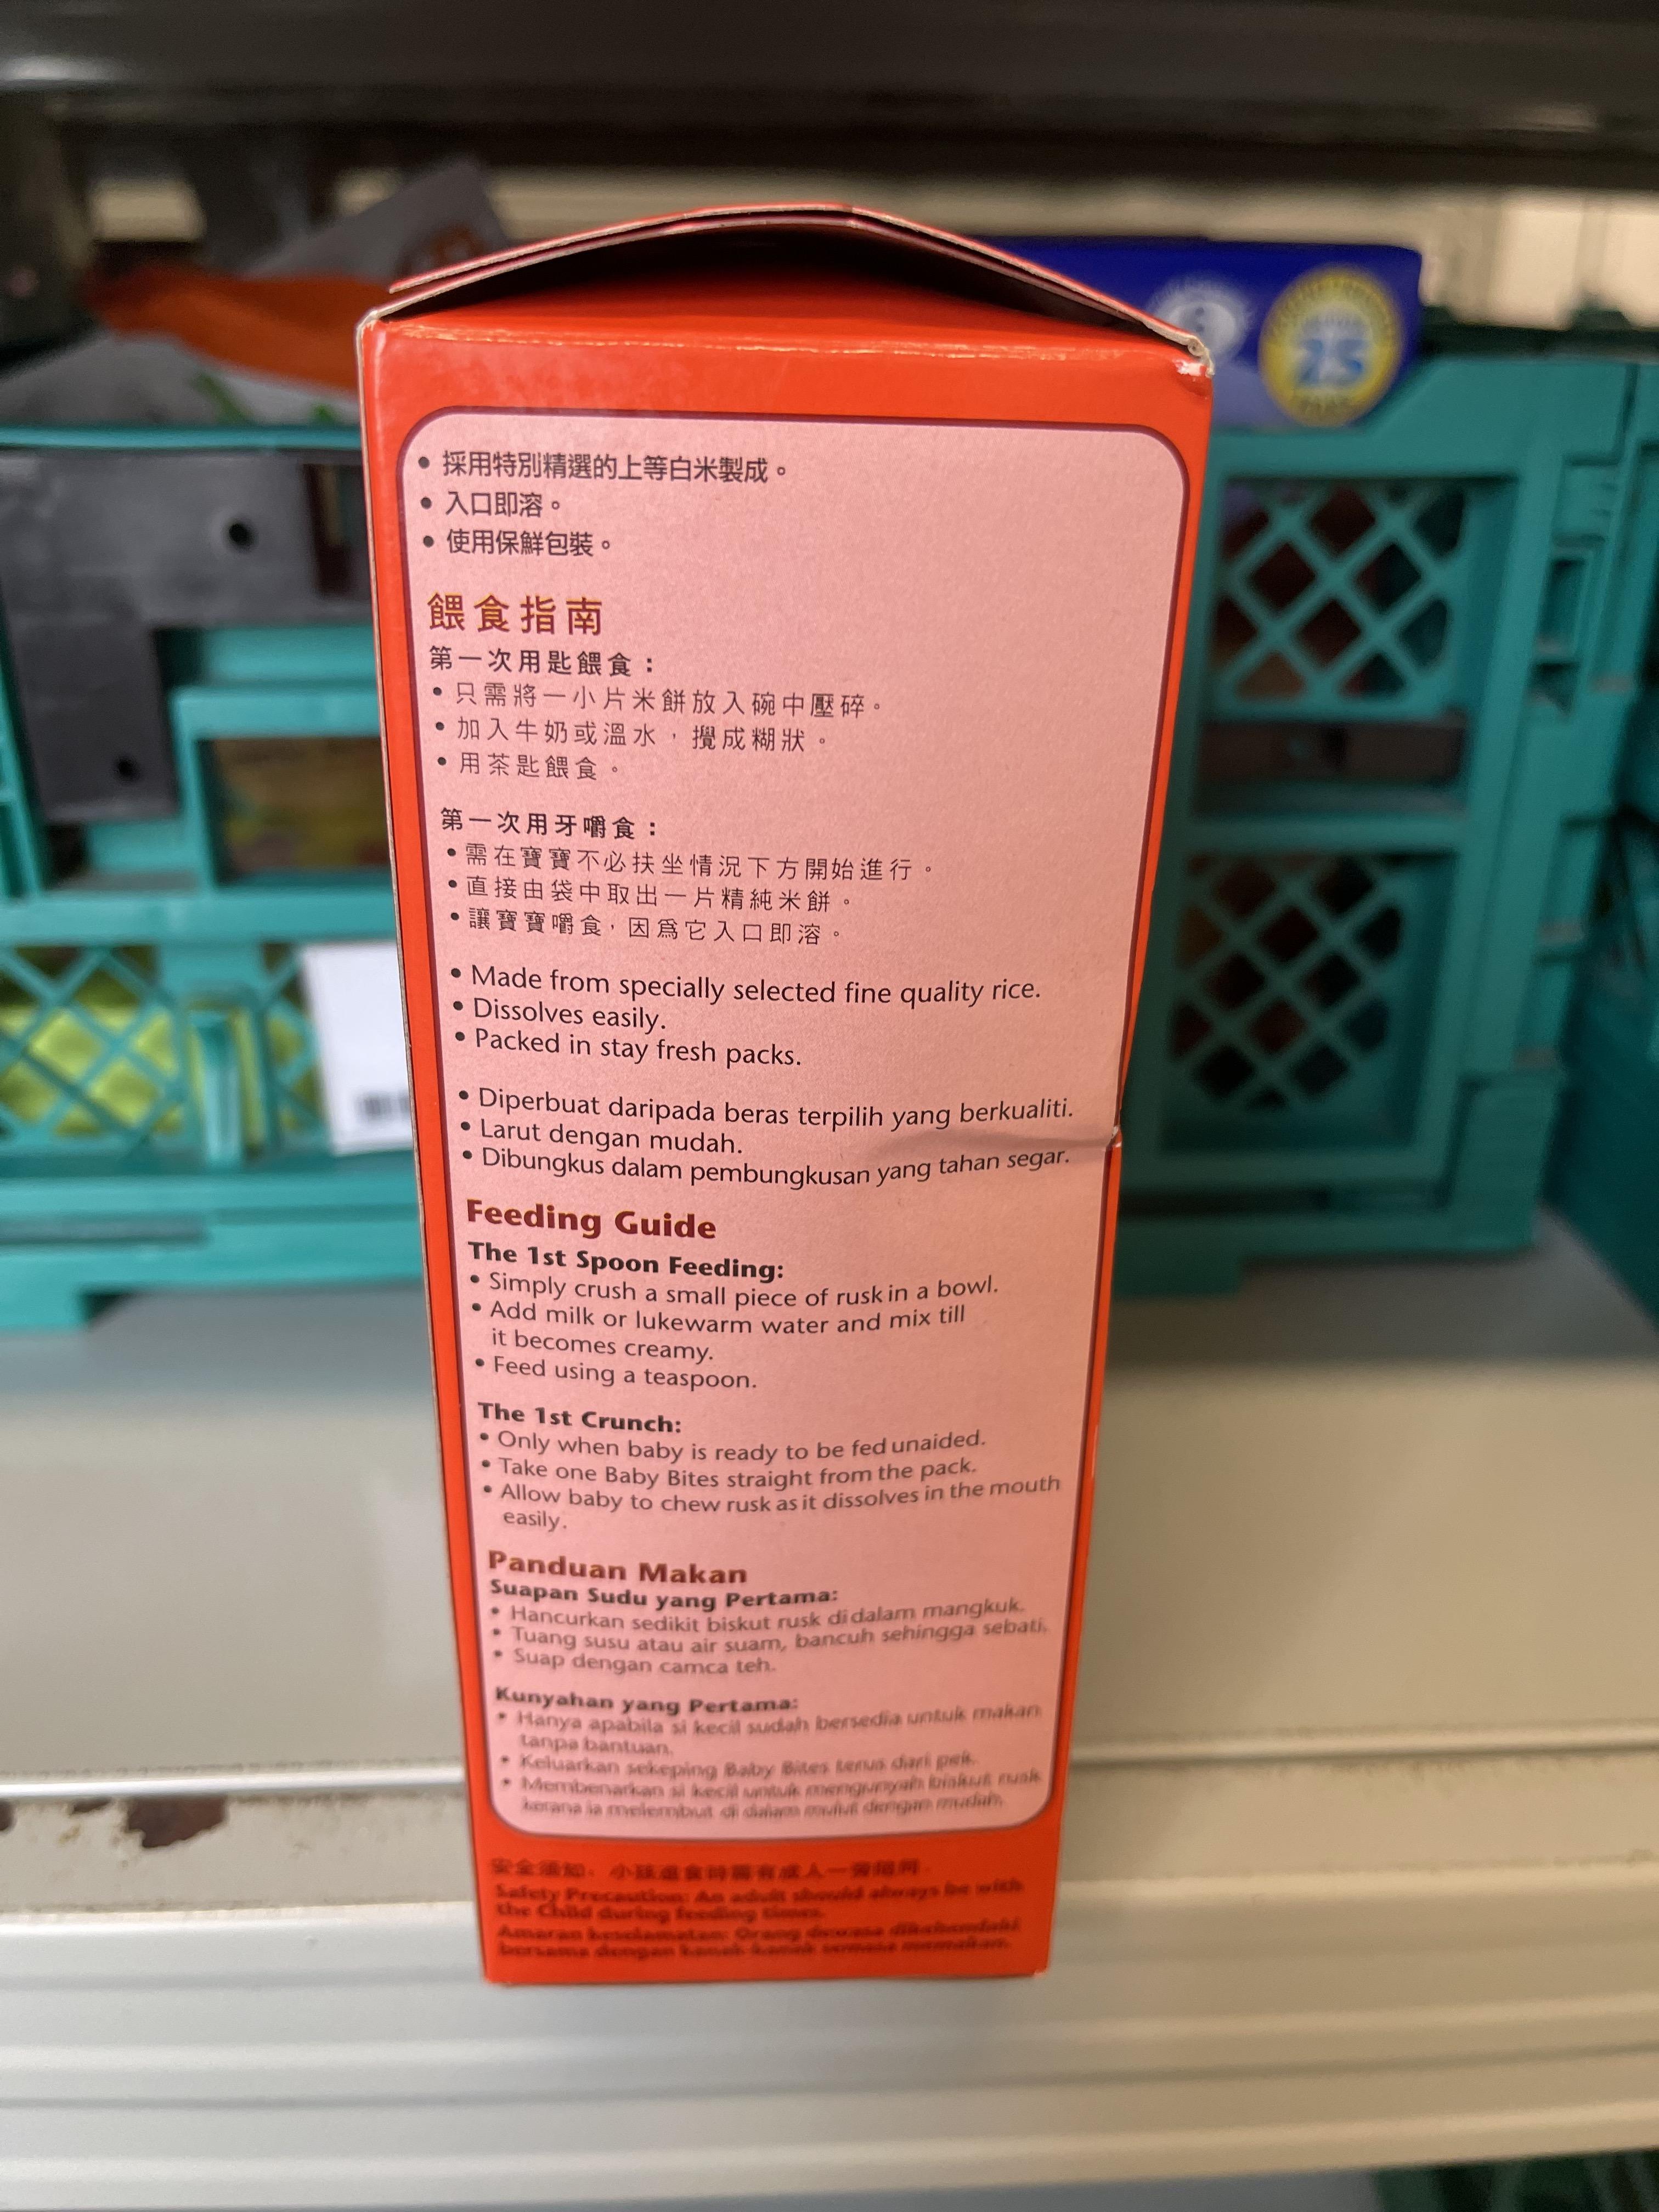 25
• 採用特別精選的上等白米製成。
• 入口即溶。
• 使用保鮮包裝。
餵食指南
第一次用匙餵食：
• 只需將一小片米餅放入碗中壓碎。
• 加入牛奶或溫水，攪成糊狀。
• 用茶匙餵食。
第一次用牙嚼食：
• 需在寶寶不必扶坐情況下方開始進行。
• 直接由袋中取出一片精純米餅。
• 讓寶寶嚼食，因爲它入口即溶。
• Made from specially selected fine quality rice.
• Dissolves easily.
• Packed in stay fresh packs.
• Diperbuat daripada beras terpilih yang berkualiti.
• Larut dengan mudah.
• Dibungkus dalam pembungkusan yang tahan segar.
Feeding Guide
The 1st Spoon Feeding:
• Simply crush a small piece of rusk in a bowl.
• Add milk or lukewarm water and mix till
it becomes creamy.
• Feed using a teaspoon.
The 1st Crunch:
• Only when baby is ready to be fed unaided.
• Take one Baby Bites straight from the pack.
• Allow baby to chew rusk as it dissolves in the mouth
easily.
Panduan Makan
Suapan Sudu yang Pertama:
• Hancurkan sedikit biskut rusk di dalam mangkuk.
• Tuang susu atau air suam, bancuh sehingga sebati.
• Suap dengan camca teh.
Kunyahan yang Pertama:
• Hanya apabila si kecil sudah bersedia untuk makan
tanpa bantuan.
• Keluarkan sekeping Baby Bites terus dari pek.
• Membenarkan si kecil untuk mengunyah biskut rusk
kerana ia melembut di dalam mulut dengan mudah.
Safety Precaution: An adult should always be with
the Child during feeding times.
Amaran keselamatan: Orang dewasa dikehendaki
bersama dengan kanak-kanak semasa memakan.